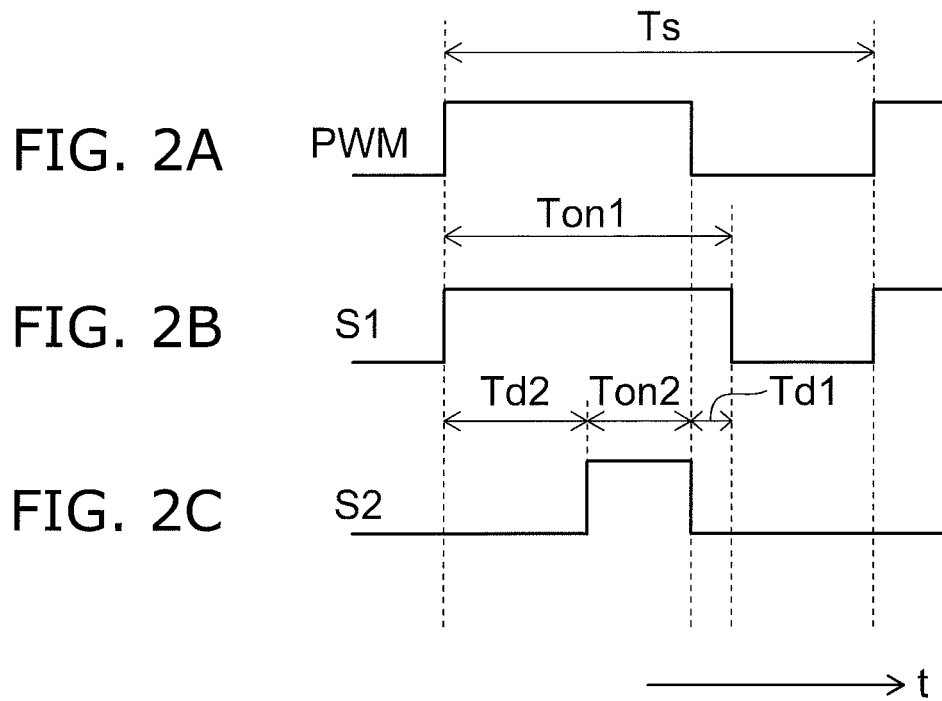 Ts
FIG. 2A
PWM
Ton1
FIG. 2B
S1
Td2 Ton2 Td1
FIG. 2C
S2
t